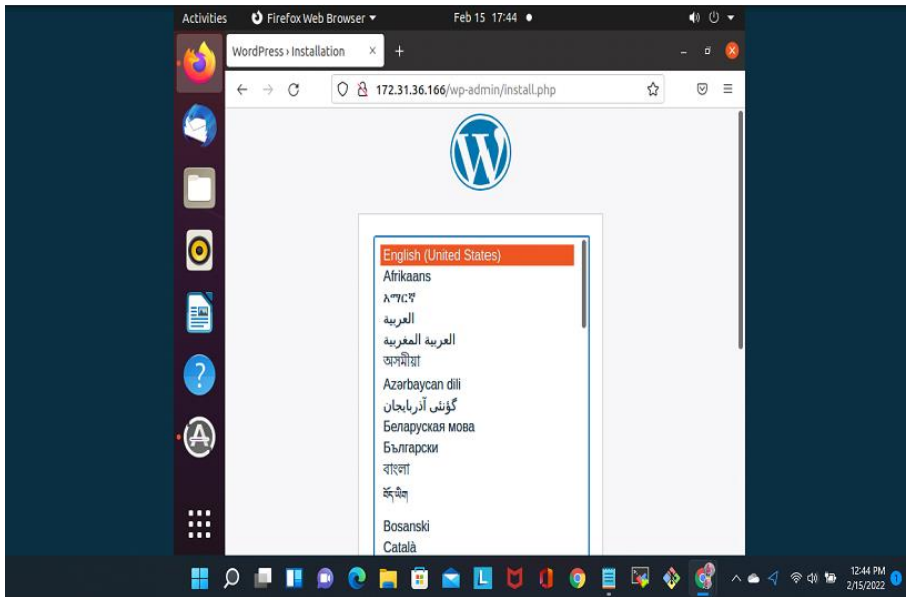 Activities Firefox Web Browser Feb 15 17:44
WordPress › Installation
172.31.36.166/wp-admin/install.php
English (United States)
Afrikaans
አማርኛ
العربية
العربية المغربية
অসমীয়া
Azərbaycan dili
گؤنئی آذربایجان
Беларуская мова
Български
বাংলা
བོད་ཡིག
Bosanski
Català
12:44 PM
2/15/2022